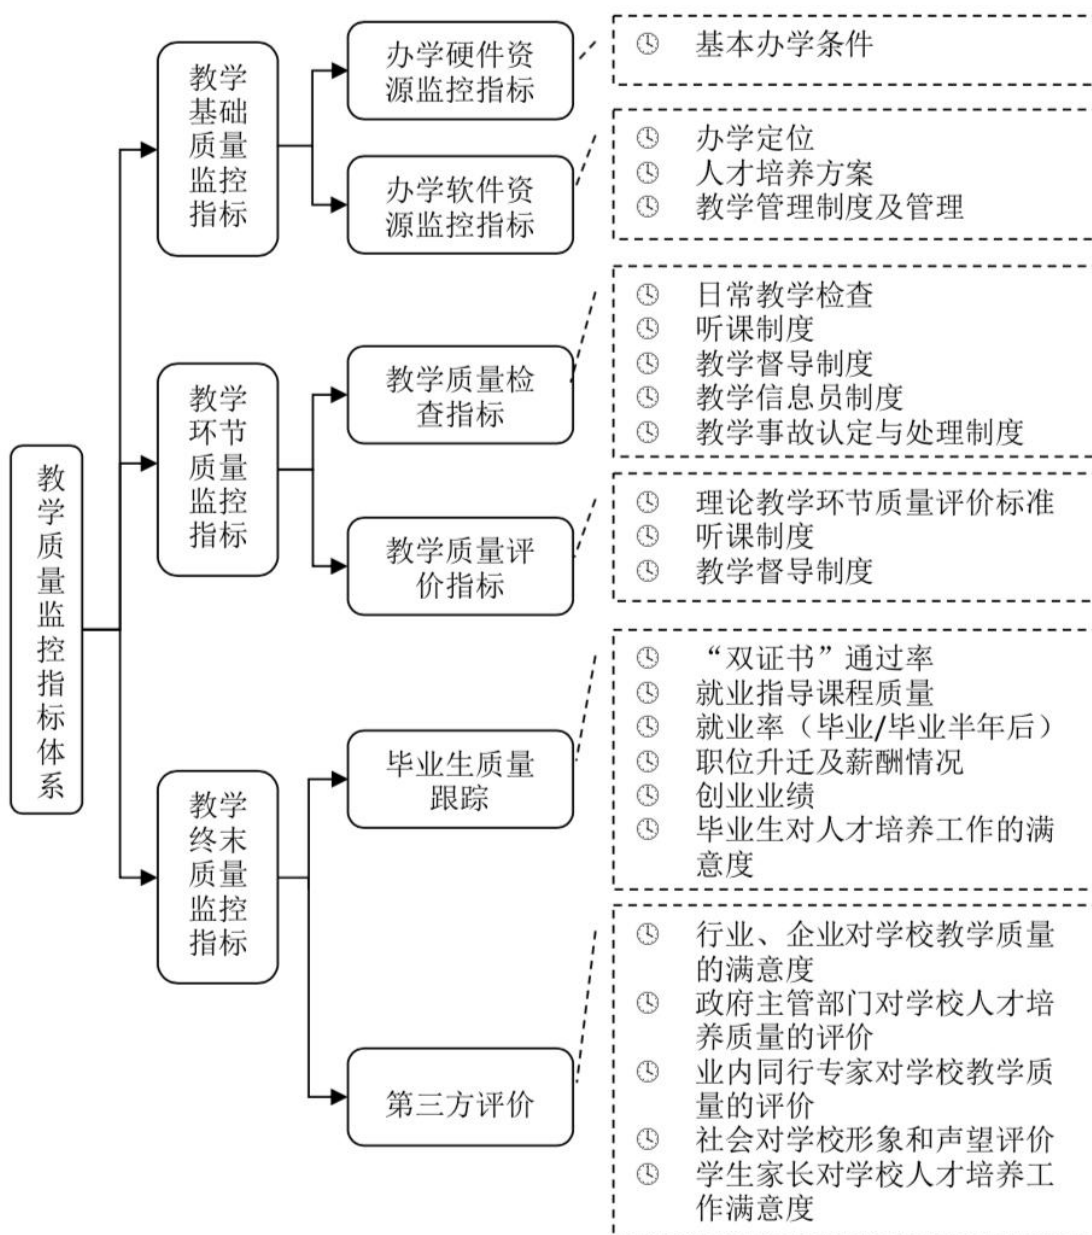 教学质量监控指标体系
教学
基础
质量
监控
指标
办学硬件资
源监控指标
基本办学条件
办学软件资
源监控指标
办学定位
人才培养方案
教学管理制度及管理
教学
环节
质量
监控
指标
教学质量检
查指标
日常教学检查
听课制度
教学督导制度
教学信息员制度
教学事故认定与处理制度
教学质量评
价指标
理论教学环节质量评价标准
听课制度
教学督导制度
教学
终末
质量
监控
指标
毕业生质量
跟踪
“双证书”通过率
就业指导课程质量
就业率（毕业/毕业半年后）
职位升迁及薪酬情况
创业业绩
毕业生对人才培养工作的满
意度
第三方评价
行业、企业对学校教学质量
的满意度
政府主管部门对学校人才培
养质量的评价
业内同行专家对学校教学质
量的评价
社会对学校形象和声望评价
学生家长对学校人才培养工
作满意度